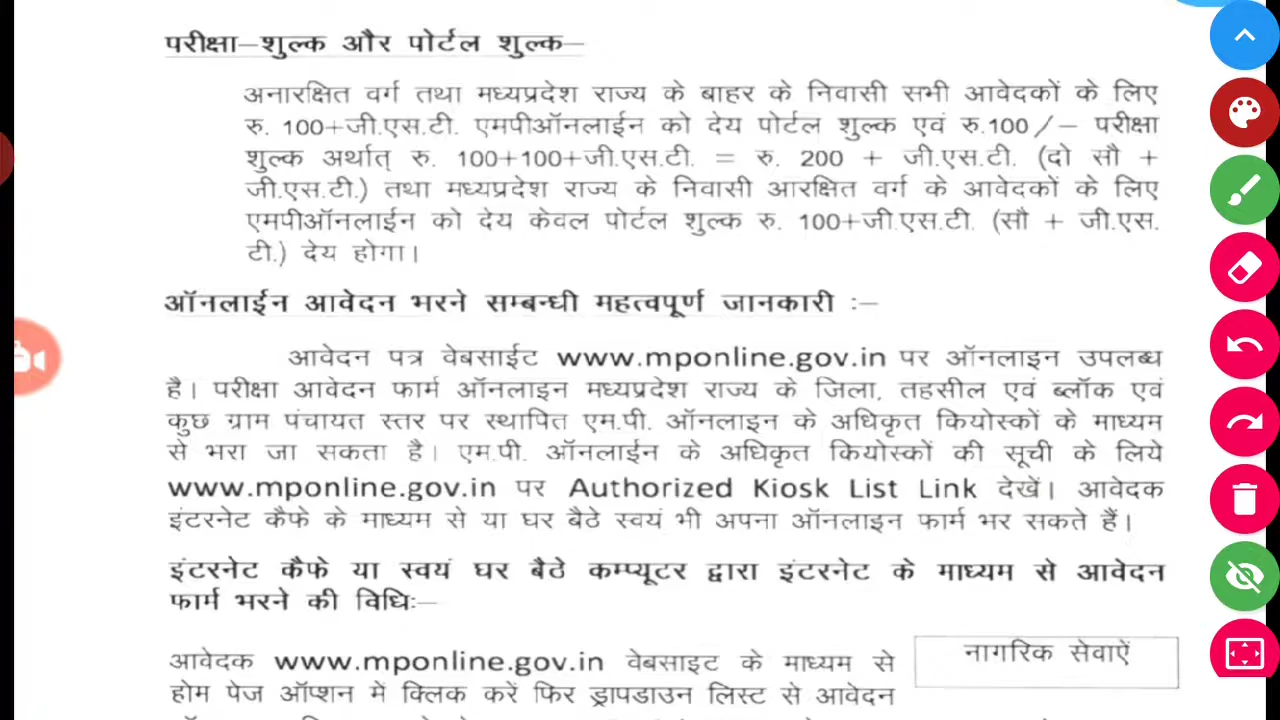 परीक्षा–शुल्क और पोर्टल शुल्क–
अनारक्षित वर्ग तथा मध्यप्रदेश राज्य के बाहर के निवासी सभी आवेदकों के लिए
रु. 100+जी.एस.टी. एमपीऑनलाईन को देय पोर्टल शुल्क एवं रु.100/– परीक्षा
शुल्क अर्थात् रु. 100+100+जी.एस.टी. = रु. 200 + जी.एस.टी. (दो सौ +
जी.एस.टी.) तथा मध्यप्रदेश राज्य के निवासी आरक्षित वर्ग के आवेदकों के लिए
एमपीऑनलाईन को देय केवल पोर्टल शुल्क रु. 100+जी.एस.टी. (सौ + जी.एस.
टी.) देय होगा।
ऑनलाईन आवेदन भरने सम्बन्धी महत्वपूर्ण जानकारी :–
आवेदन पत्र वेबसाईट www.mponline.gov.in पर ऑनलाइन उपलब्ध
है। परीक्षा आवेदन फार्म ऑनलाइन मध्यप्रदेश राज्य के जिला, तहसील एवं ब्लॉक एवं
कुछ ग्राम पंचायत स्तर पर स्थापित एम.पी. ऑनलाइन के अधिकृत कियोस्कों के माध्यम
से भरा जा सकता है। एम.पी. ऑनलाईन के अधिकृत कियोस्कों की सूची के लिये
www.mponline.gov.in पर Authorized Kiosk List Link देखें। आवेदक
इंटरनेट कैफे के माध्यम से या घर बैठे स्वयं भी अपना ऑनलाइन फार्म भर सकते हैं।
इंटरनेट कैफे या स्वयं घर बैठे कम्प्यूटर द्वारा इंटरनेट के माध्यम से आवेदन
फार्म भरने की विधिः–
आवेदक www.mponline.gov.in वेबसाइट के माध्यम से
होम पेज ऑप्शन में क्लिक करें फिर ड्रापडाउन लिस्ट से आवेदन
नागरिक सेवाऐं